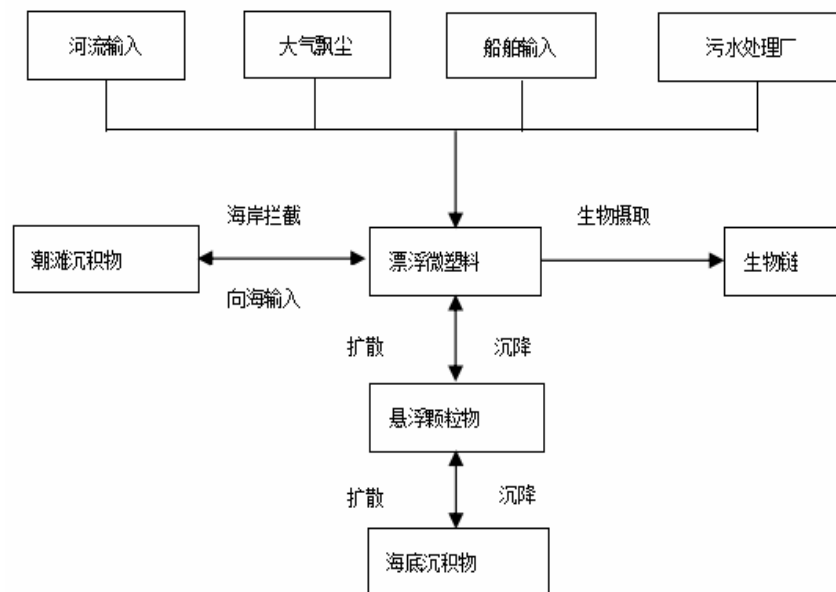 河流输入
大气飘尘
船舶输入
污水处理厂
海岸拦截
生物摄取
潮滩沉积物
漂浮微塑料
生物链
向海输入
扩散
沉降
悬浮颗粒物
扩散
沉降
海底沉积物